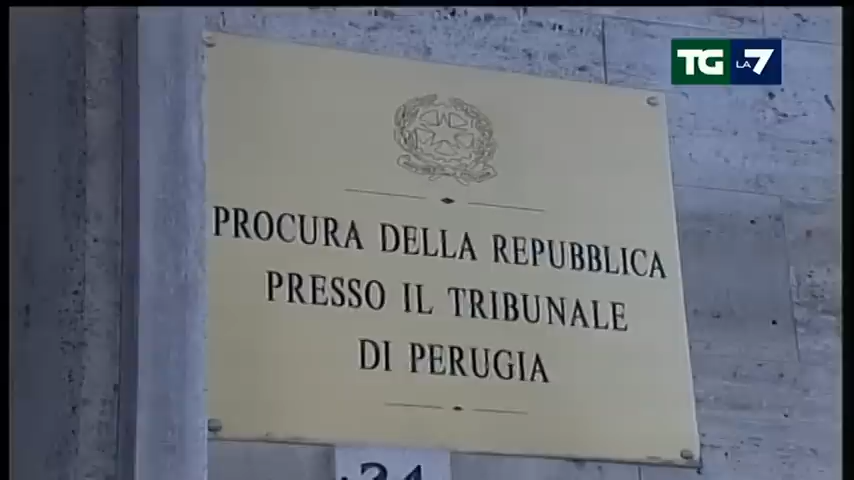 TG LA 7
PROCURA DELLA REPUBBLICA
PRESSO IL TRIBUNALE
DI PERUGIA